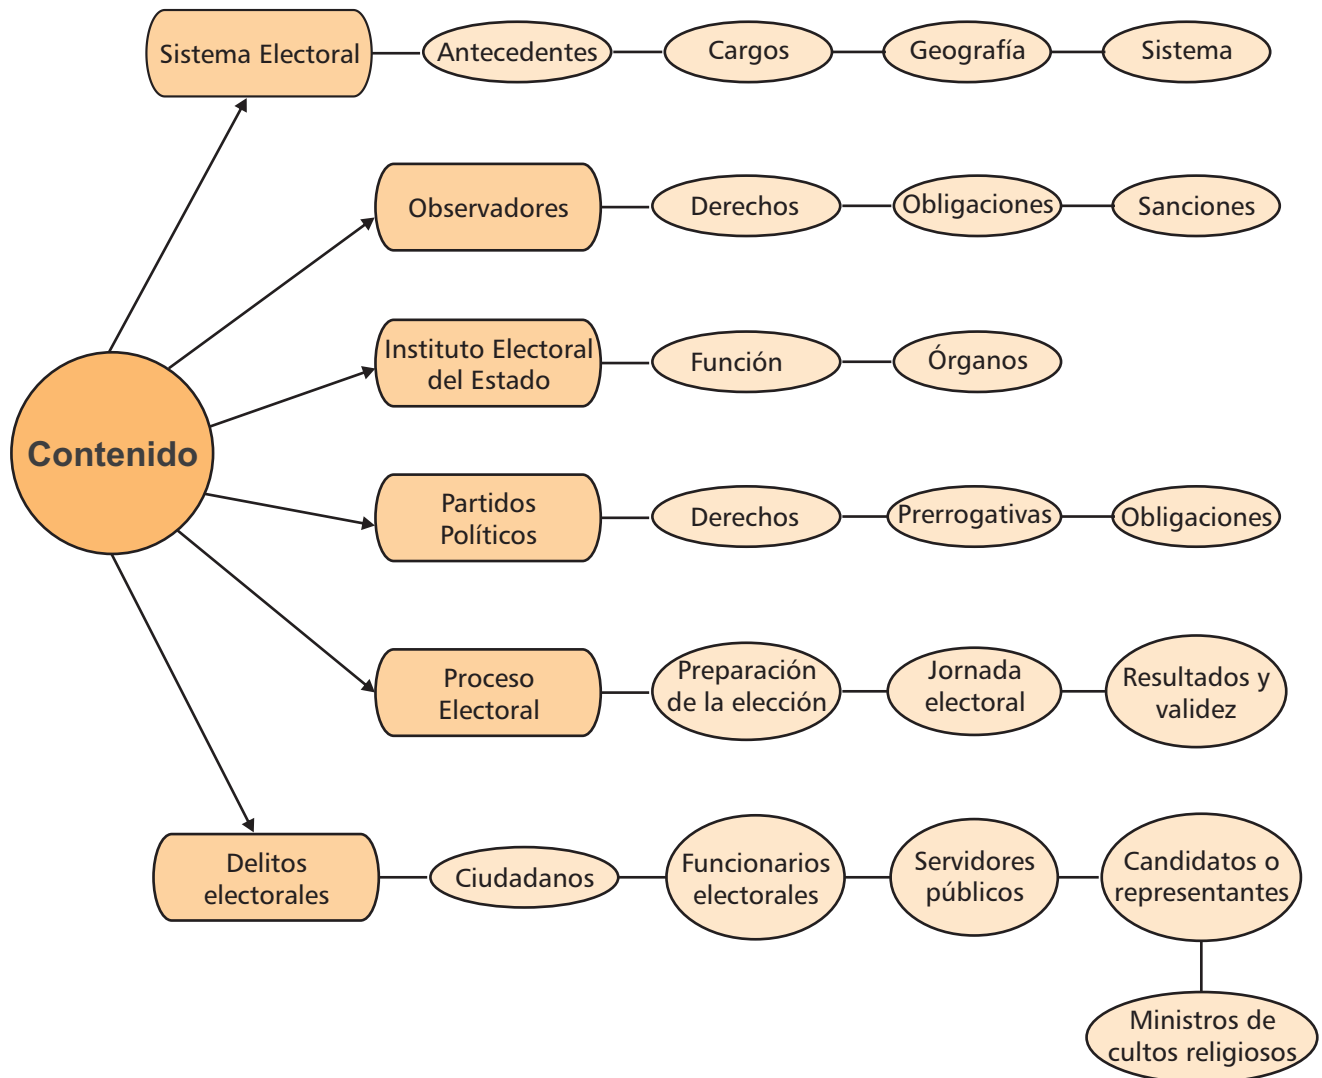 Sistema Electoral
Antecedentes
Cargos
Geografía
Sistema
Observadores
Derechos
Obligaciones
Sanciones
Instituto Electoral
del Estado
Función
Órganos
Contenido
Partidos
Políticos
Derechos
Prerrogativas
Obligaciones
Proceso
Electoral
Preparación
de la elección
Jornada
electoral
Resultados y
validez
Delitos
electorales
Ciudadanos
Funcionarios
electorales
Servidores
públicos
Candidatos o
representantes
Ministros de
cultos religiosos